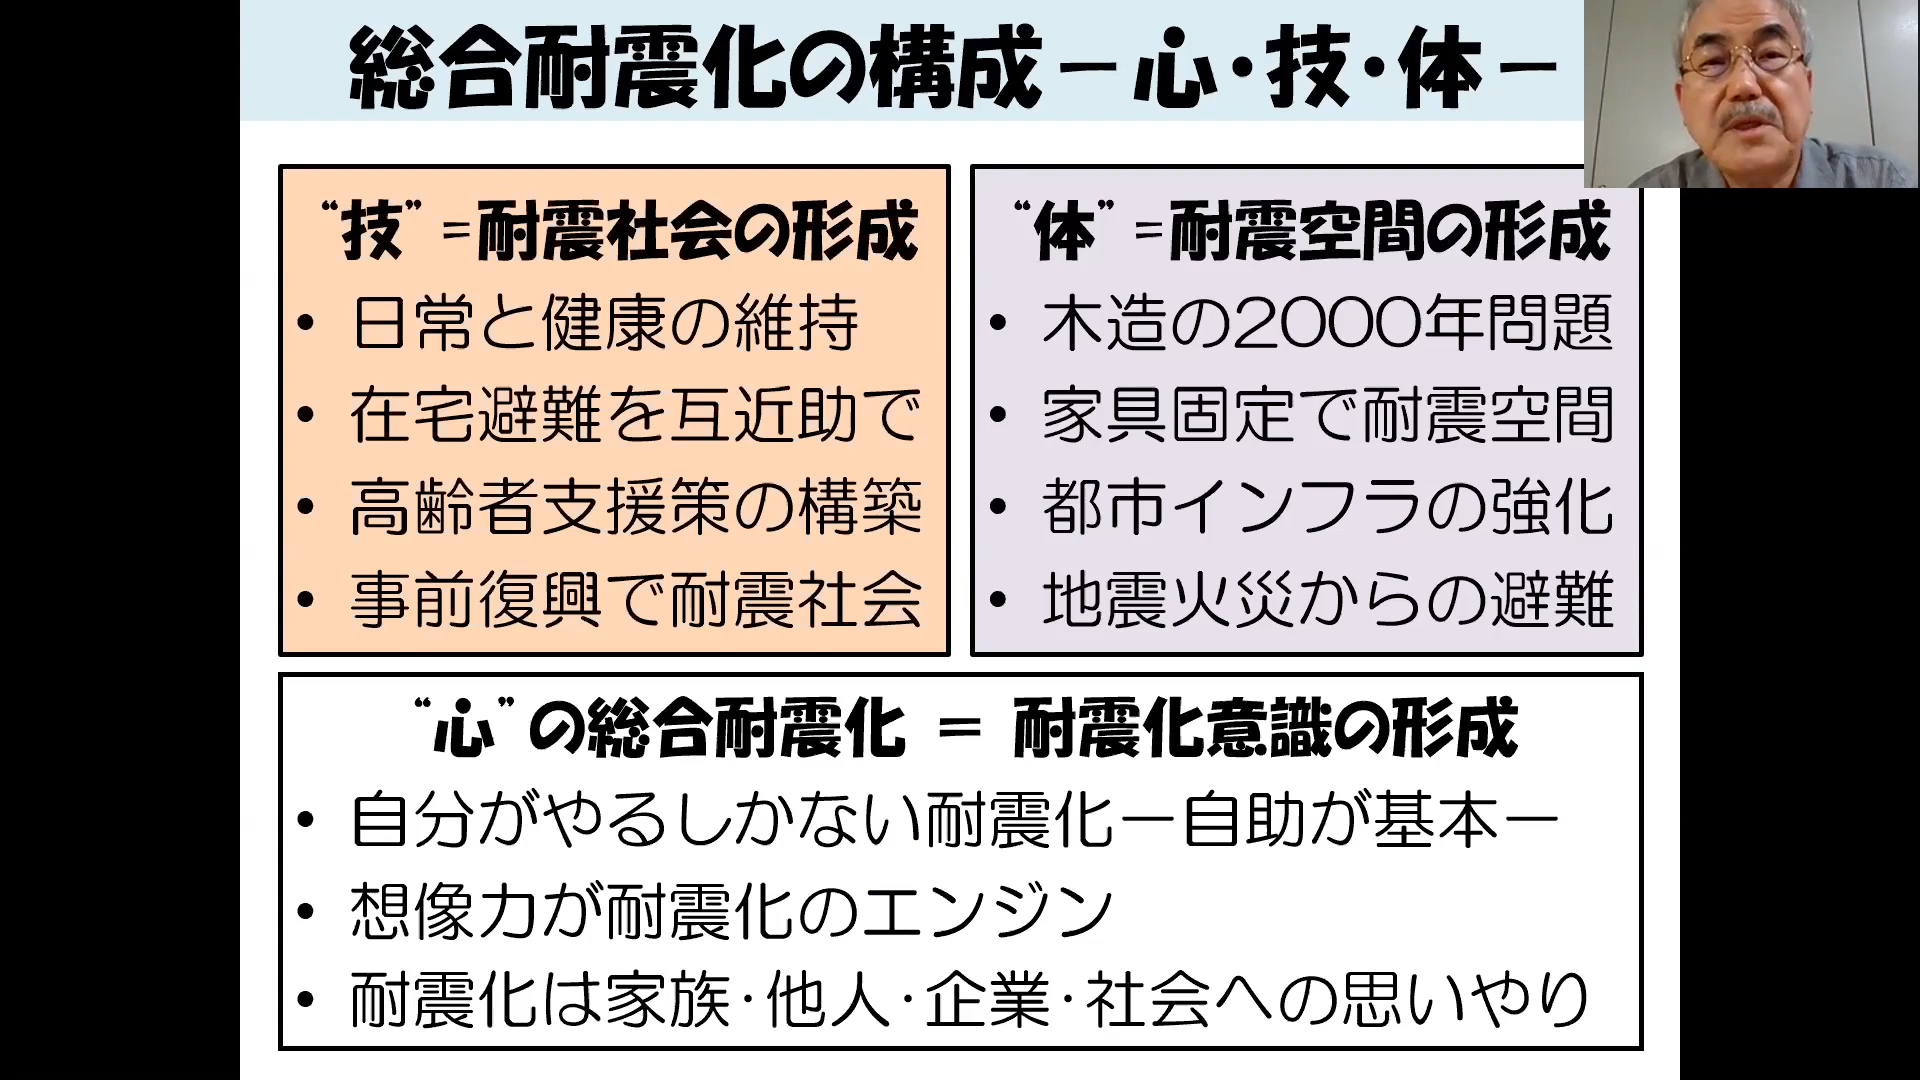 総合耐震化の構成－心・技・体－
“技”=耐震社会の形成
• 日常と健康の維持
• 在宅避難を互近助で
• 高齢者支援策の構築
• 事前復興で耐震社会
“体”=耐震空間の形成
• 木造の2000年問題
• 家具固定で耐震空間
• 都市インフラの強化
• 地震火災からの避難
“心”の総合耐震化 = 耐震化意識の形成
• 自分がやるしかない耐震化－自助が基本－
• 想像力が耐震化のエンジン
• 耐震化は家族・他人・企業・社会への思いやり